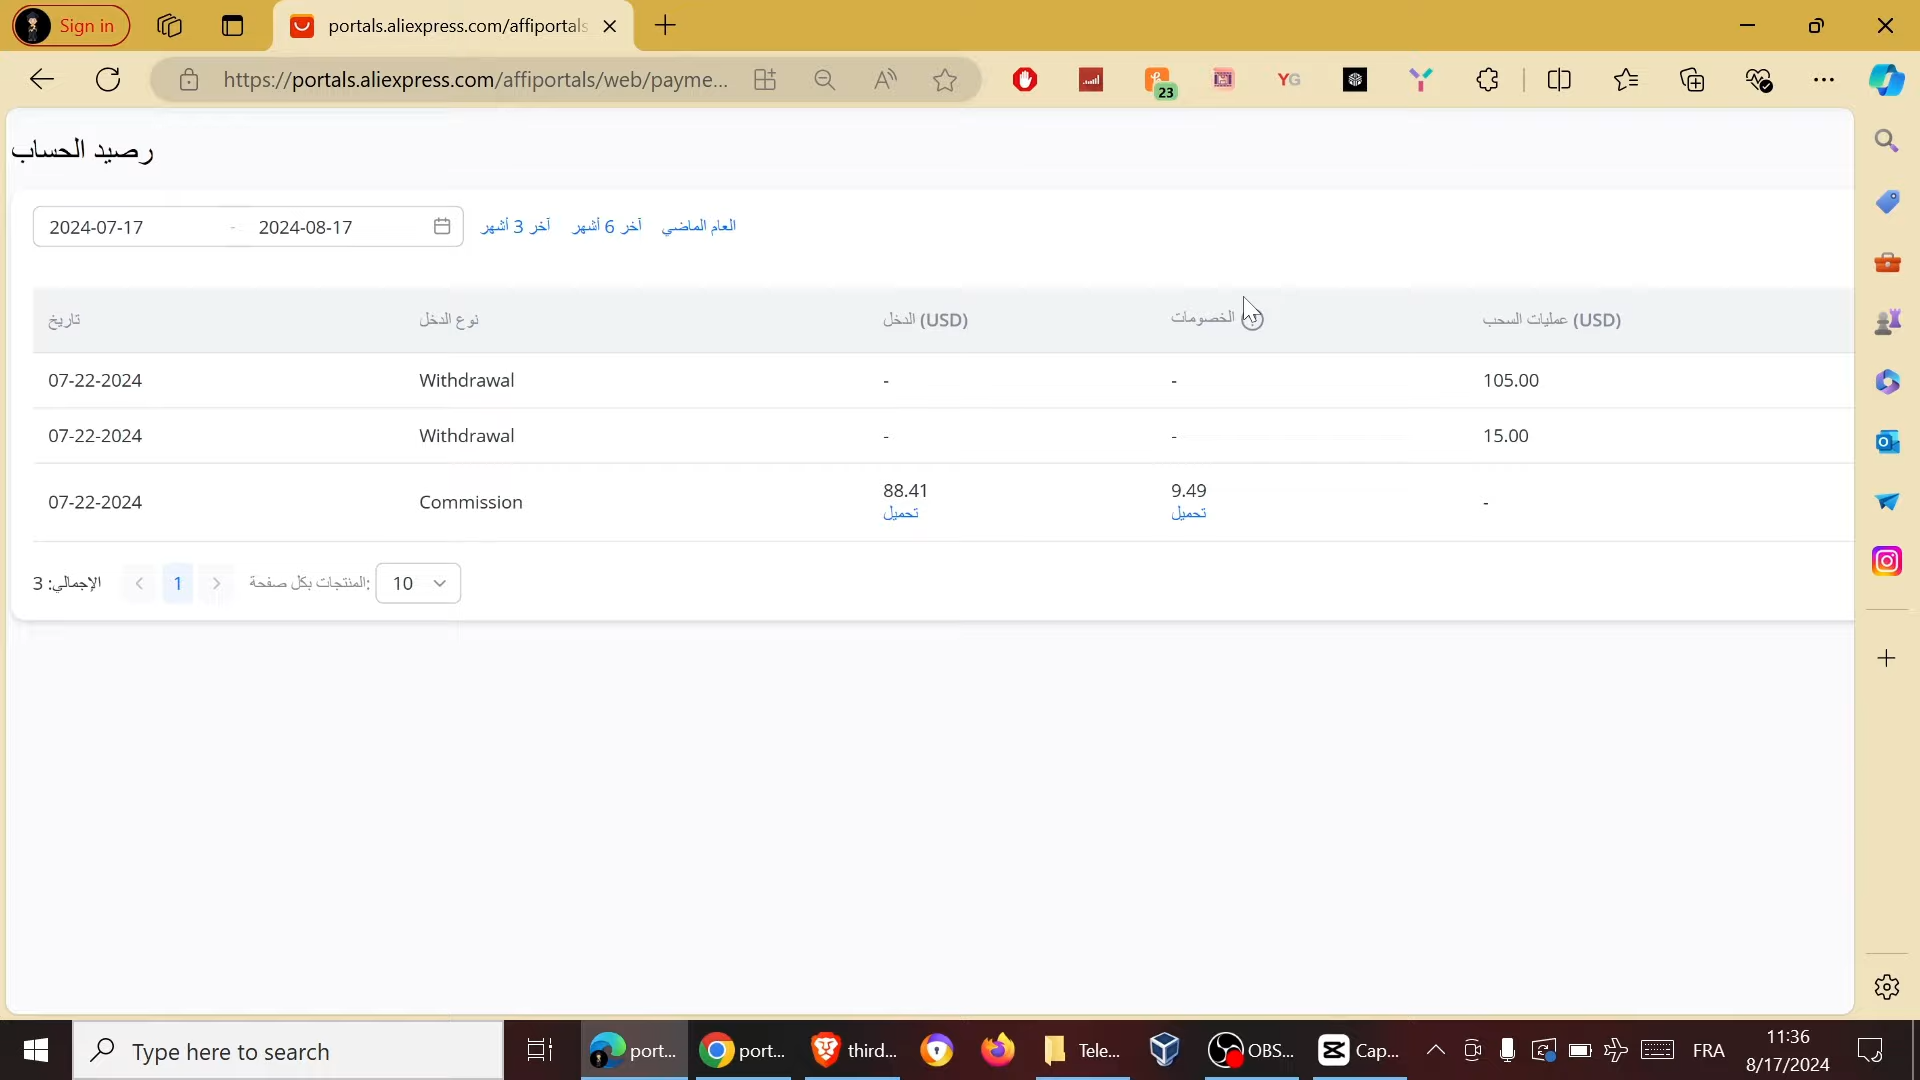 Sign in
portals.aliexpress.com/affiportals
https://portals.aliexpress.com/affiportals/web/payme...
23
YG
رصيد الحساب
2024-07-17 - 2024-08-17
آخر 3 أشهر آخر 6 أشهر العام الماضي
تاريخ نوع الدخل الدخل (USD) الخصومات عمليات السحب (USD)
07-22-2024 Withdrawal - - 105.00
07-22-2024 Withdrawal - - 15.00
07-22-2024 Commission 88.41 9.49 -
تحميل تحميل
الإجمالي: 3 1 المنتجات بكل صفحة: 10
Type here to search
port...
port...
third...
Tele...
OBS...
Cap...
FRA
11:36
8/17/2024